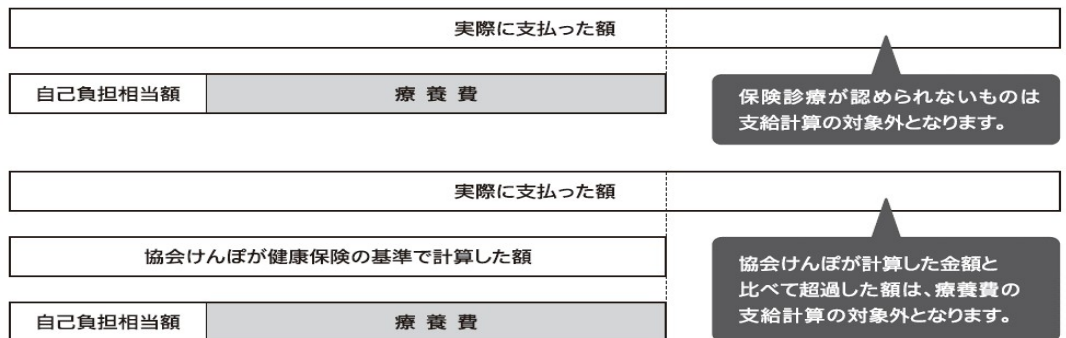 実際に支払った額
自己負担相当額
療養費
保険診療が認められないものは
支給計算の対象外となります。
実際に支払った額
協会けんぽが健康保険の基準で計算した額
自己負担相当額
療養費
協会けんぽが計算した金額と
比べて超過した額は、療養費の
支給計算の対象外となります。